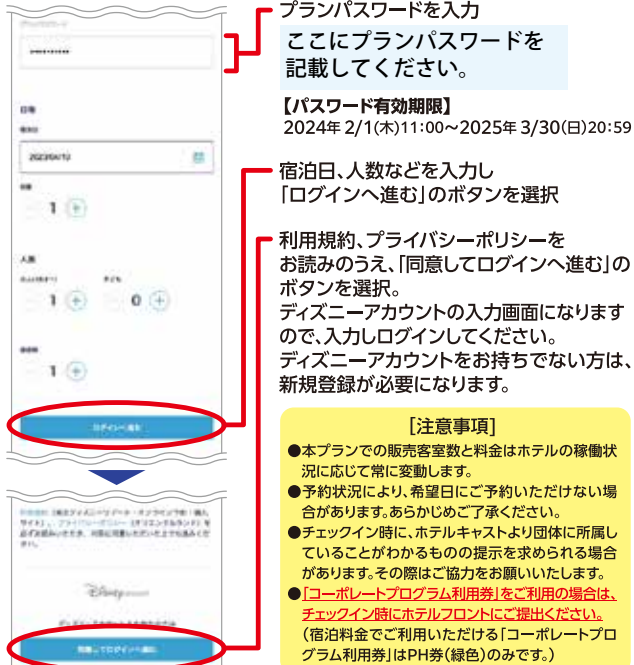 プランパスワードを入力
ここにプランパスワードを
記載してください。
【パスワード有効期限】
2024年 2/1(木)11:00～2025年 3/30(日)20:59
宿泊日、人数などを入力し
「ログインへ進む」のボタンを選択
利用規約、プライバシーポリシーを
お読みのうえ、「同意してログインへ進む」の
ボタンを選択。
ディズニーアカウントの入力画面になります
ので、入力しログインしてください。
ディズニーアカウントをお持ちでない方は、
新規登録が必要になります。
[注意事項]
●本プランでの販売客室数と料金はホテルの稼働状
況に応じて常に変動します。
●予約状況により、希望日にご予約いただけない場
合があります。あらかじめご了承ください。
●チェックイン時に、ホテルキャストより団体に所属し
ていることがわかるものの提示を求められる場合
があります。その際はご協力をお願いいたします。
●「コーポレートプログラム利用券」をご利用の場合は、
チェックイン時にホテルフロントにご提出ください。
(宿泊料金でご利用いただける「コーポレートプロ
グラム利用券」はPH券(緑色)のみです。)
日程
宿泊日
2023/04/10
1
人数
1 0
1
ログインへ進む
Disney
同意してログインへ進む